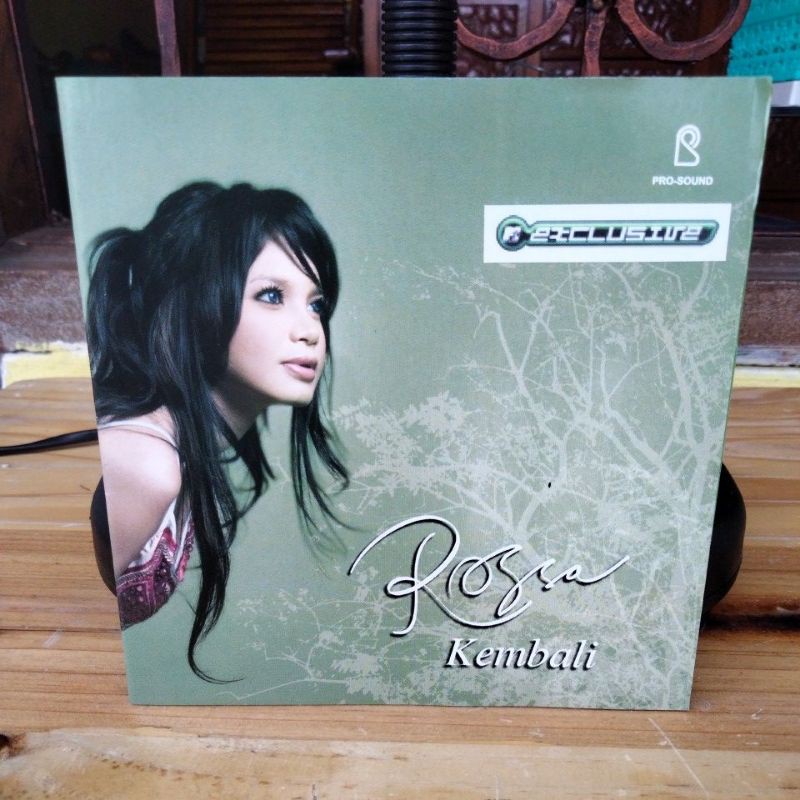 PRO-SOUND
EXCLUSIVE
Rossa
Kembali